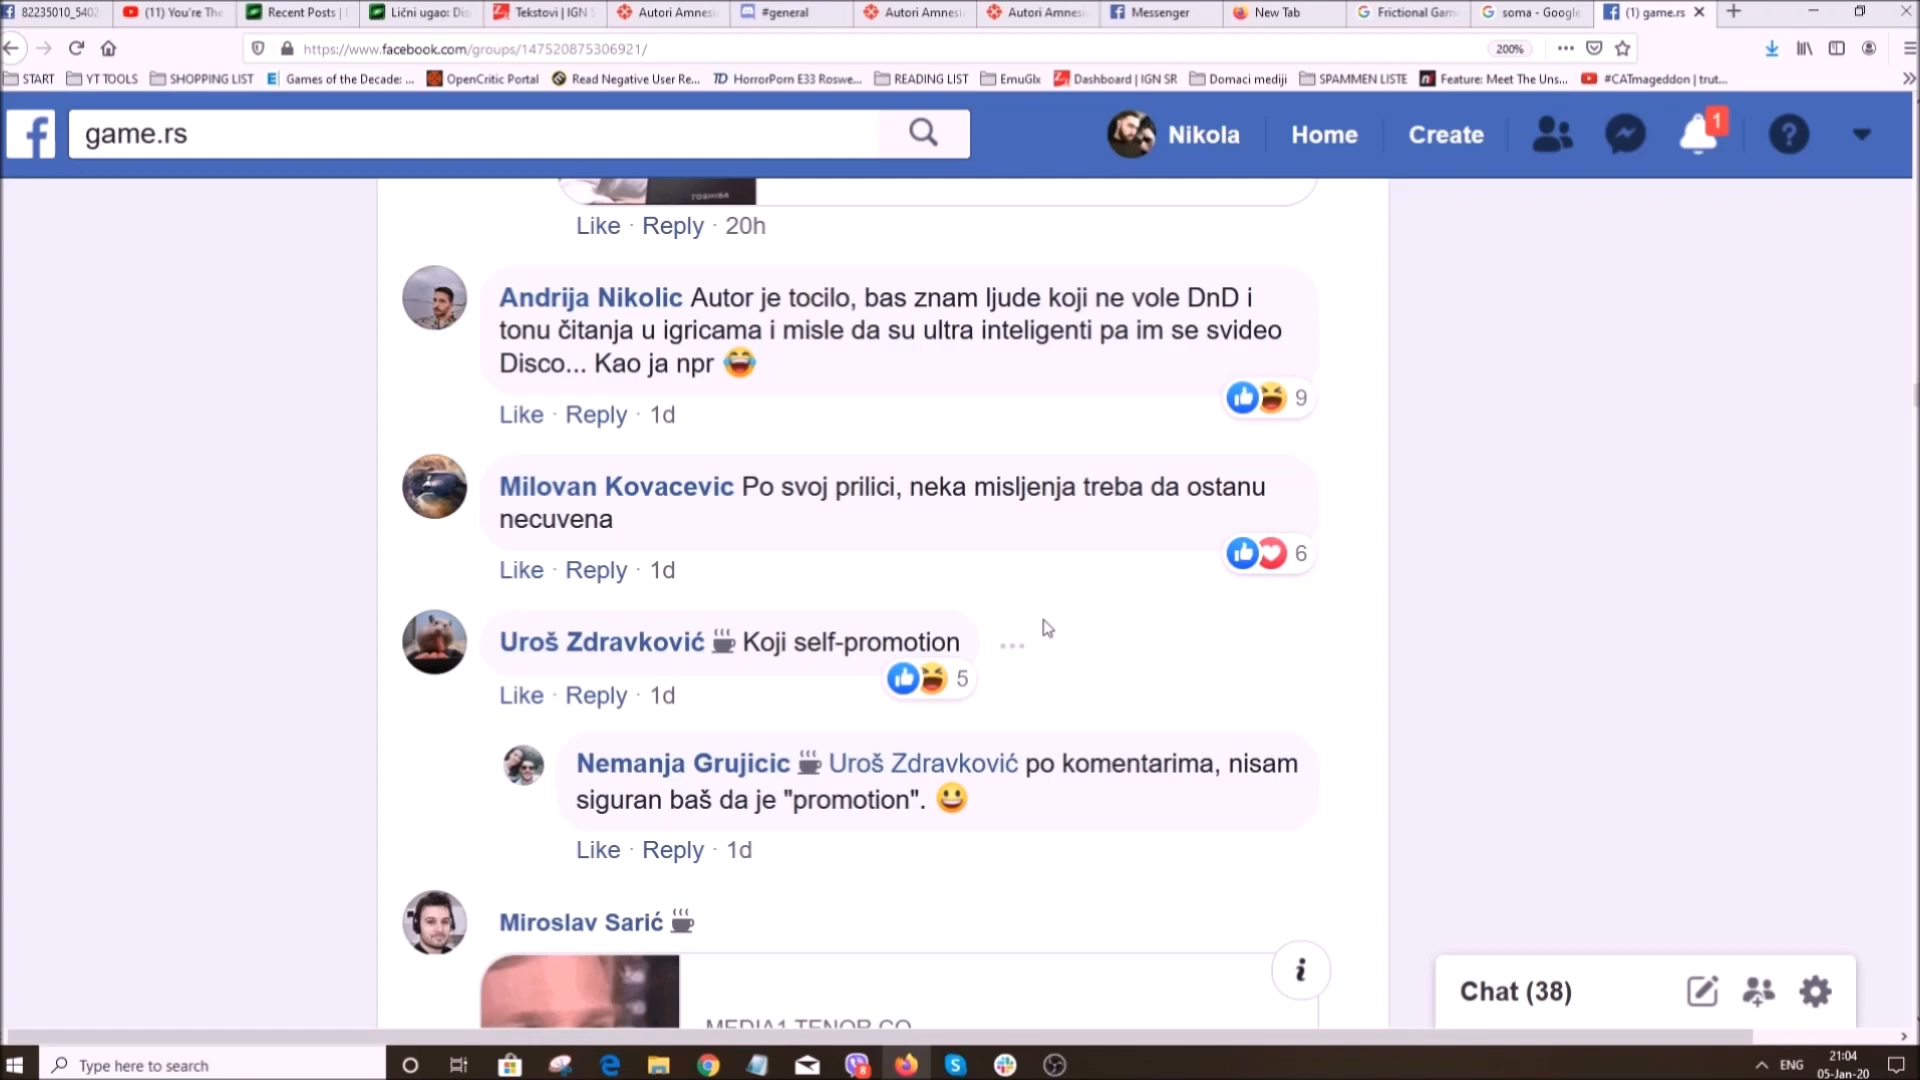 82235010_5402
(11) You're The
Recent Posts |
Lični ugao: Dis
Tekstovi | IGN S
Autori Amnesi
#general
Autori Amnesi
Autori Amnes
Messenger
New Tab
Frictional Gam
soma - Google
(1) game.rs
https://www.facebook.com/groups/147520875306921/
200%
START
YT TOOLS
SHOPPING LIST
Games of the Decade: ...
OpenCritic Portal
Read Negative User Re...
HorrorPorn E33 Roswe...
READING LIST
EmuGlx
Dashboard | IGN SR
Domaci mediji
SPAMMEN LISTE
Feature: Meet The Uns...
#CATmageddon | trut...
game.rs
Nikola
Home
Create
1
TOSHIBA
Like · Reply · 20h
Andrija Nikolic Autor je tocilo, bas znam ljude koji ne vole DnD i
tonu čitanja u igricama i misle da su ultra inteligenti pa im se svideo
Disco... Kao ja npr 😂
9
Like · Reply · 1d
Milovan Kovacevic Po svoj prilici, neka misljenja treba da ostanu
necuvena
6
Like · Reply · 1d
Uroš Zdravković Koji self-promotion
5
Like · Reply · 1d
Nemanja Grujicic Uroš Zdravković po komentarima, nisam
siguran baš da je "promotion". 😀
Like · Reply · 1d
Miroslav Sarić
MEDIA1.TENOR.CO
Chat (38)
Type here to search
8
ENG
21:04
05-Jan-20